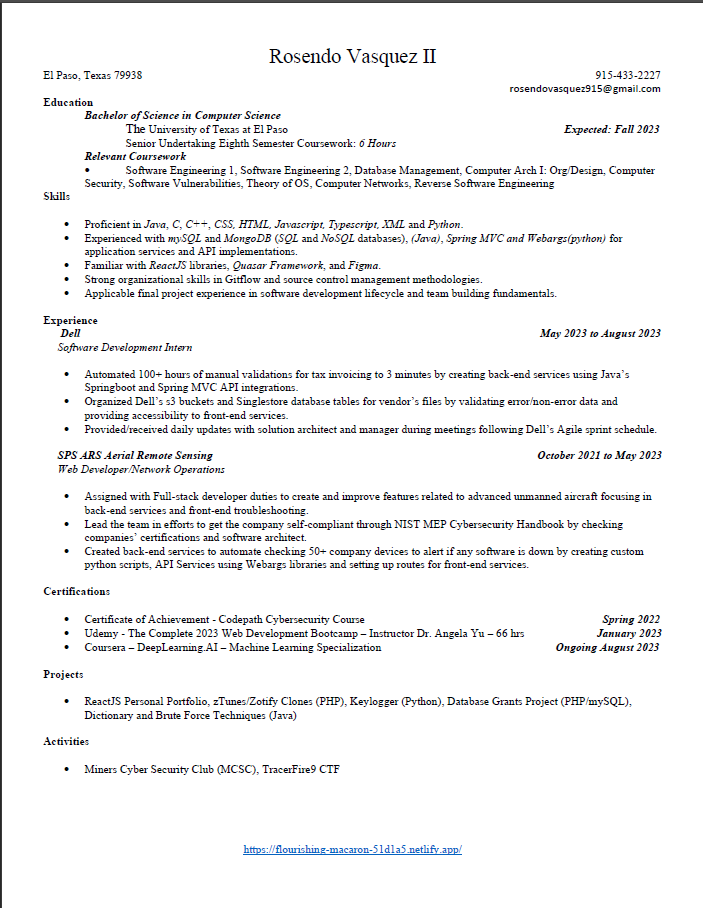 Rosendo Vasquez II
El Paso, Texas 79938 915-433-2227
rosendovasquez915@gmail.com
Education
Bachelor of Science in Computer Science
The University of Texas at El Paso Expected: Fall 2023
Senior Undertaking Eighth Semester Coursework: 6 Hours
Relevant Coursework
• Software Engineering 1, Software Engineering 2, Database Management, Computer Arch I: Org/Design, Computer
Security, Software Vulnerabilities, Theory of OS, Computer Networks, Reverse Software Engineering
Skills
• Proficient in Java, C, C++, CSS, HTML, Javascript, Typescript, XML and Python.
• Experienced with mySQL and MongoDB (SQL and NoSQL databases), (Java), Spring MVC and Webargs(python) for
application services and API implementations.
• Familiar with ReactJS libraries, Quasar Framework, and Figma.
• Strong organizational skills in Gitflow and source control management methodologies.
• Applicable final project experience in software development lifecycle and team building fundamentals.
Experience
Dell May 2023 to August 2023
Software Development Intern
• Automated 100+ hours of manual validations for tax invoicing to 3 minutes by creating back-end services using Java's
Springboot and Spring MVC API integrations.
• Organized Dell's s3 buckets and Singlestore database tables for vendor's files by validating error/non-error data and
providing accessibility to front-end services.
• Provided/received daily updates with solution architect and manager during meetings following Dell's Agile sprint schedule.
SPS ARS Aerial Remote Sensing October 2021 to May 2023
Web Developer/Network Operations
• Assigned with Full-stack developer duties to create and improve features related to advanced unmanned aircraft focusing in
back-end services and front-end troubleshooting.
• Lead the team in efforts to get the company self-compliant through NIST MEP Cybersecurity Handbook by checking
companies' certifications and software architect.
• Created back-end services to automate checking 50+ company devices to alert if any software is down by creating custom
python scripts, API Services using Webargs libraries and setting up routes for front-end services.
Certifications
• Certificate of Achievement - Codepath Cybersecurity Course Spring 2022
• Udemy - The Complete 2023 Web Development Bootcamp – Instructor Dr. Angela Yu – 66 hrs January 2023
• Coursera – DeepLearning.AI – Machine Learning Specialization Ongoing August 2023
Projects
• ReactJS Personal Portfolio, zTunes/Zotify Clones (PHP), Keylogger (Python), Database Grants Project (PHP/mySQL),
Dictionary and Brute Force Techniques (Java)
Activities
• Miners Cyber Security Club (MCSC), TracerFire9 CTF
https://flourishing-macaron-51d1a5.netlify.app/